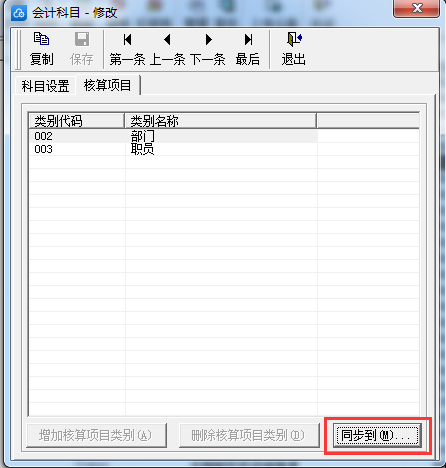 会计科目 - 修改
复制 保存 第一条 上一条 下一条 最后 退出
科目设置 核算项目
类别代码 类别名称
002 部门
003 职员
增加核算项目类别(A) 删除核算项目类别(D) 同步到(M)...